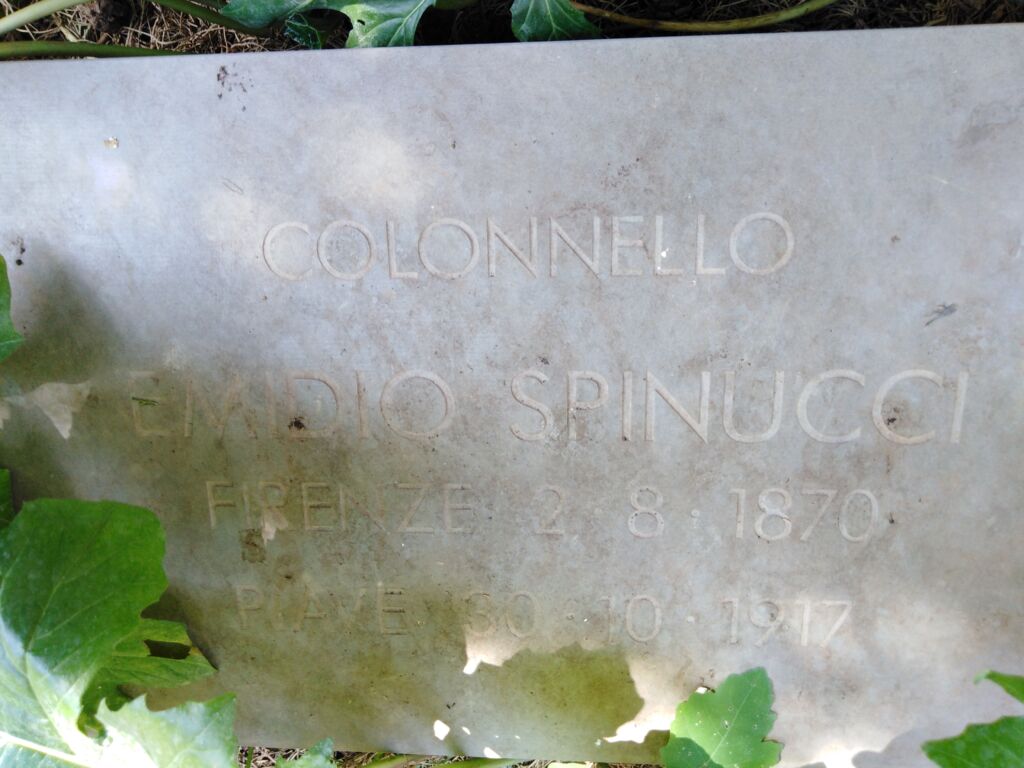 COLONNELLO
EMIDIO SPINUCCI
FIRENZE 2·8·1870
PIAVE 30·10·1917